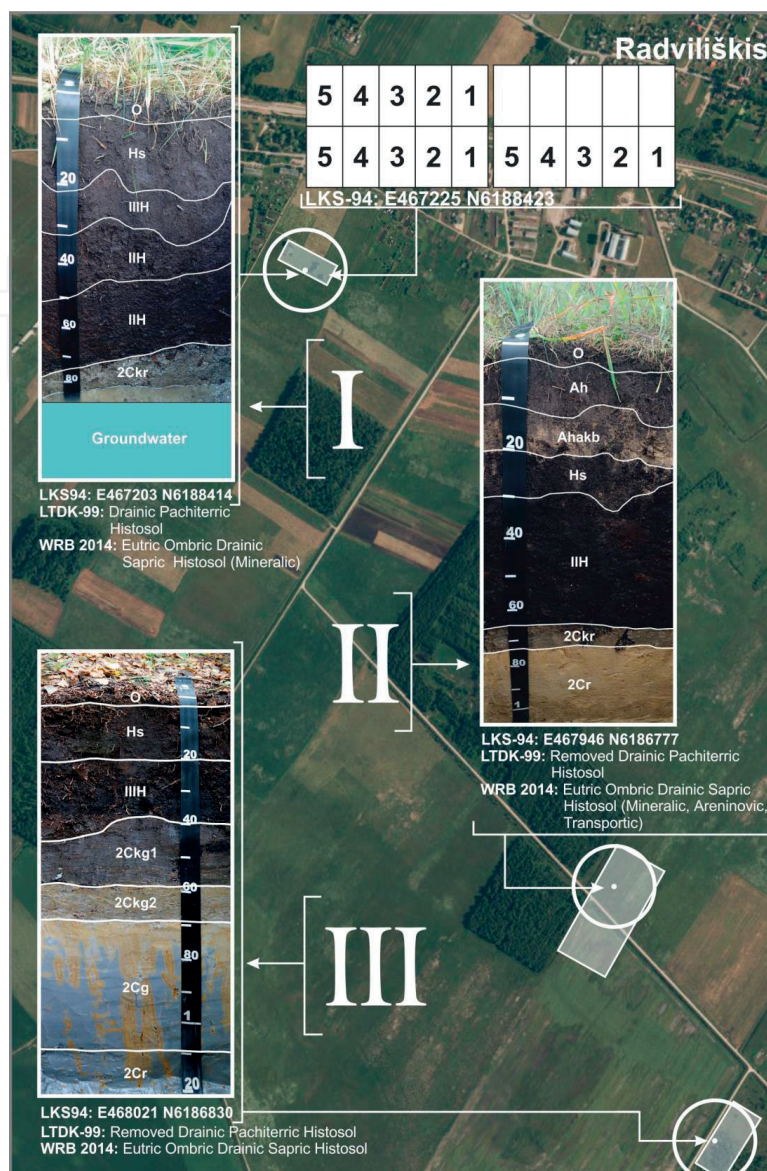 Radviliškis
5 4 3 2 1
5 4 3 2 1 5 4 3 2 1
LKS-94: E467225 N6188423
O
Hs
20
IIIH
IIH
40
IIH
60
2Ckr
80
Groundwater
I
LKS94: E467203 N6188414
LTDK-99: Drainic Pachiterric
Histosol
WRB 2014: Eutric Ombric Drainic
Sapric Histosol (Mineralic)
O
Ah
Ahakb
20
Hs
40
IIH
60
2Ckr
80
2Cr
1
II
LKS-94: E467946 N6186777
LTDK-99: Removed Drainic Pachiterric
Histosol
WRB 2014: Eutric Ombric Drainic Sapric
Histosol (Mineralic, Areninovic,
Transportic)
O
Hs
20
IIIH
40
2Ckg1
60
2Ckg2
80
2Cg
1
2Cr
20
III
LKS94: E468021 N6186830
LTDK-99: Removed Drainic Pachiterric Histosol
WRB 2014: Eutric Ombric Drainic Sapric Histosol